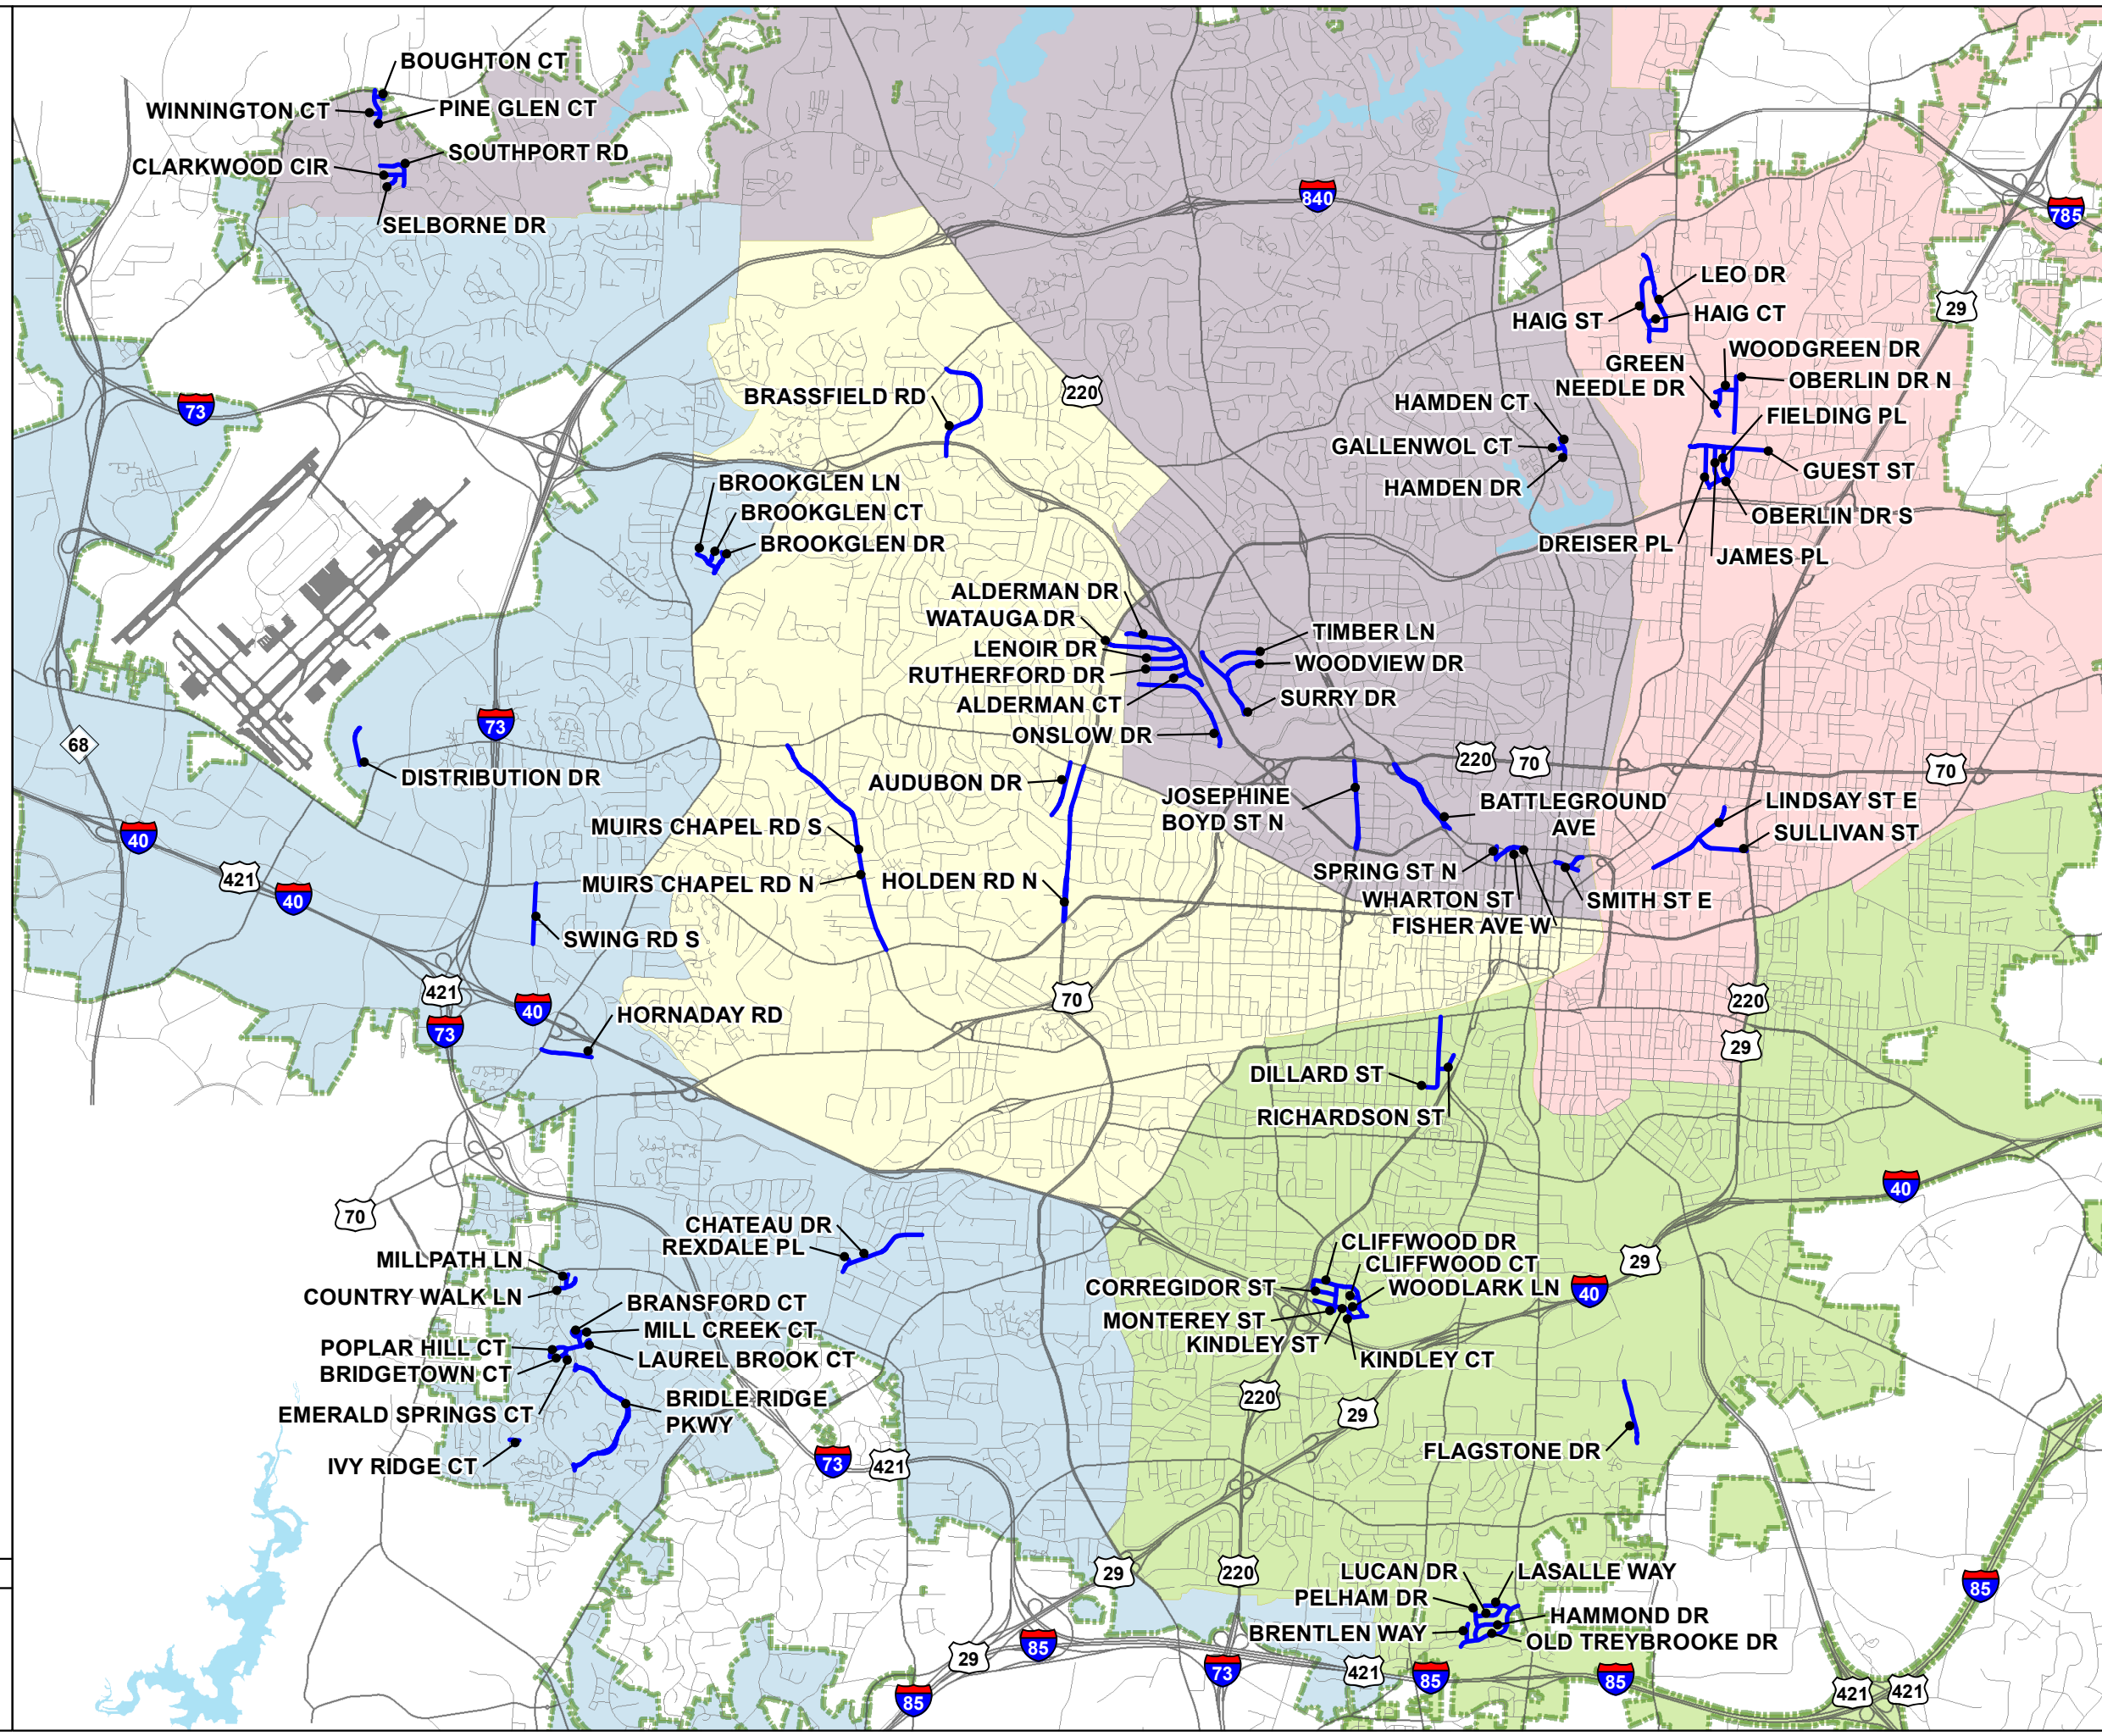 BOUGHTON CT
WINNINGTON CT
PINE GLEN CT
SOUTHPORT RD
CLARKWOOD CIR
SELBORNE DR
840
785
LEO DR
29
HAIG ST
HAIG CT
WOODGREEN DR
GREEN
NEEDLE DR
OBERLIN DR N
220
BRASSFIELD RD
73
HAMDEN CT
FIELDING PL
GALLENWOL CT
GUEST ST
BROOKGLEN LN
HAMDEN DR
BROOKGLEN CT
OBERLIN DR S
BROOKGLEN DR
DREISER PL
JAMES PL
ALDERMAN DR
WATAUGA DR
TIMBER LN
LENOIR DR
WOODVIEW DR
RUTHERFORD DR
SURRY DR
ALDERMAN CT
73
ONSLOW DR
68
220
70
70
DISTRIBUTION DR
AUDUBON DR
JOSEPHINE
BOYD ST N
BATTLEGROUND
AVE
LINDSAY ST E
MUIRS CHAPEL RD S
SULLIVAN ST
40
421
40
MUIRS CHAPEL RD N
HOLDEN RD N
SPRING ST N
WHARTON ST
SMITH ST E
FISHER AVE W
SWING RD S
421
70
220
40
HORNADAY RD
73
29
DILLARD ST
RICHARDSON ST
40
70
CHATEAU DR
REXDALE PL
CLIFFWOOD DR
MILLPATH LN
CLIFFWOOD CT
29
CORREGIDOR ST
WOODLARK LN
40
COUNTRY WALK LN
BRANSFORD CT
MONTEREY ST
MILL CREEK CT
KINDLEY ST
POPLAR HILL CT
LAUREL BROOK CT
KINDLEY CT
BRIDGETOWN CT
BRIDLE RIDGE
PKWY
220
EMERALD SPRINGS CT
29
FLAGSTONE DR
IVY RIDGE CT
73
421
29
220
LUCAN DR
LASALLE WAY
85
PELHAM DR
HAMMOND DR
BRENTLEN WAY
OLD TREYBROOKE DR
85
29
73
421
85
85
421
421
85